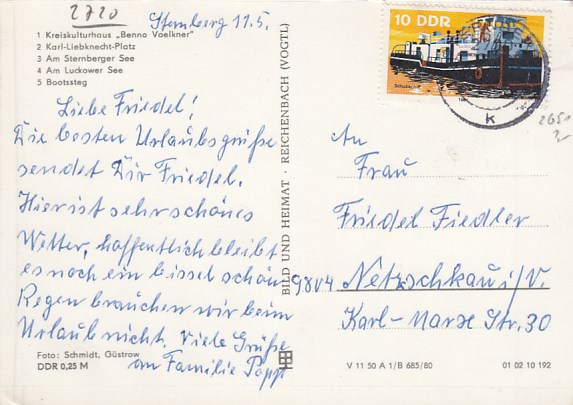 2720
Sternberg 11.5.
1 Kreiskulturhaus „Benno Voelkner"
2 Karl-Liebknecht-Platz
3 Am Sternberger See
4 Am Luckower See
5 Bootssteg
Liebe Friedel!
Die besten Urlaubsgrüße
sendet Dir Friedel.
Hier ist sehr schönes
Wetter, hoffentlich bleibt
es noch ein bissel schön
Regen brauchen wir beim
Urlaub nicht. Viele Grüße
an Familie Popp
Foto: Schmidt, Güstrow
DDR 0,25 M
BILD UND HEIMAT · REICHENBACH (VOGTL)
10 DDR
k
An
Frau
Friedel Fiedler
9804 Netzschkau i/V.
Karl-Marx Str. 30
V 11 50 A 1/B 685/80
01 02 10 192